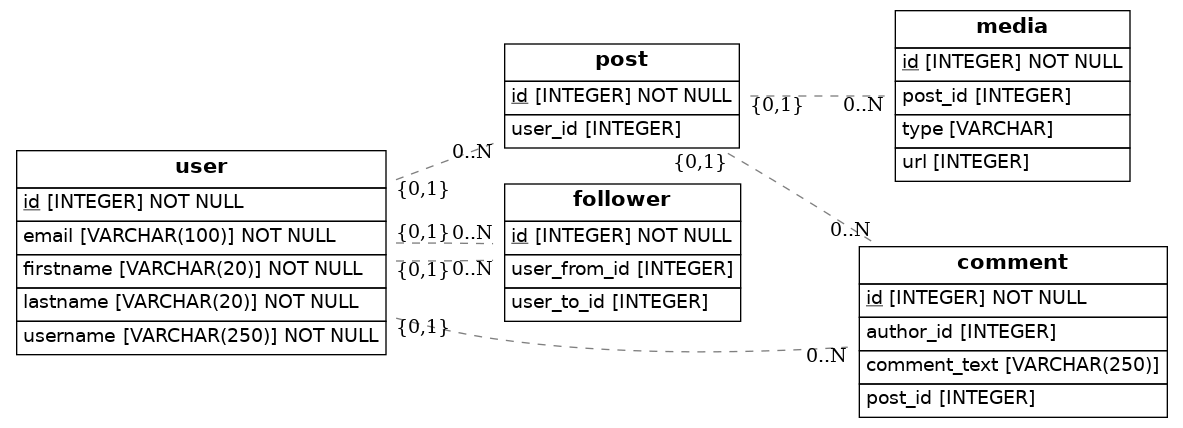 user
id [INTEGER] NOT NULL
email [VARCHAR(100)] NOT NULL
firstname [VARCHAR(20)] NOT NULL
lastname [VARCHAR(20)] NOT NULL
username [VARCHAR(250)] NOT NULL
0..N
{0,1}
{0,1}
0..N
{0,1}
0..N
{0,1}
0..N
post
id [INTEGER] NOT NULL
user_id [INTEGER]
{0,1}
0..N
{0,1}
0..N
follower
id [INTEGER] NOT NULL
user_from_id [INTEGER]
user_to_id [INTEGER]
media
id [INTEGER] NOT NULL
post_id [INTEGER]
type [VARCHAR]
url [INTEGER]
comment
id [INTEGER] NOT NULL
author_id [INTEGER]
comment_text [VARCHAR(250)]
post_id [INTEGER]